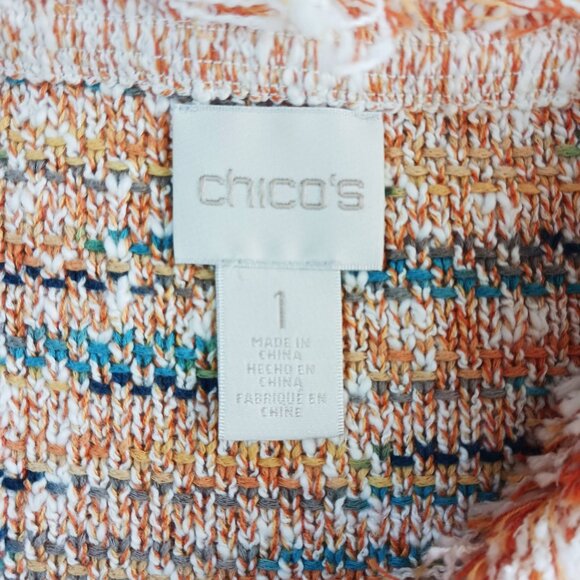 chico's
1
MADE IN
CHINA
HECHO EN
CHINA
FABRIQUÉ EN
CHINE